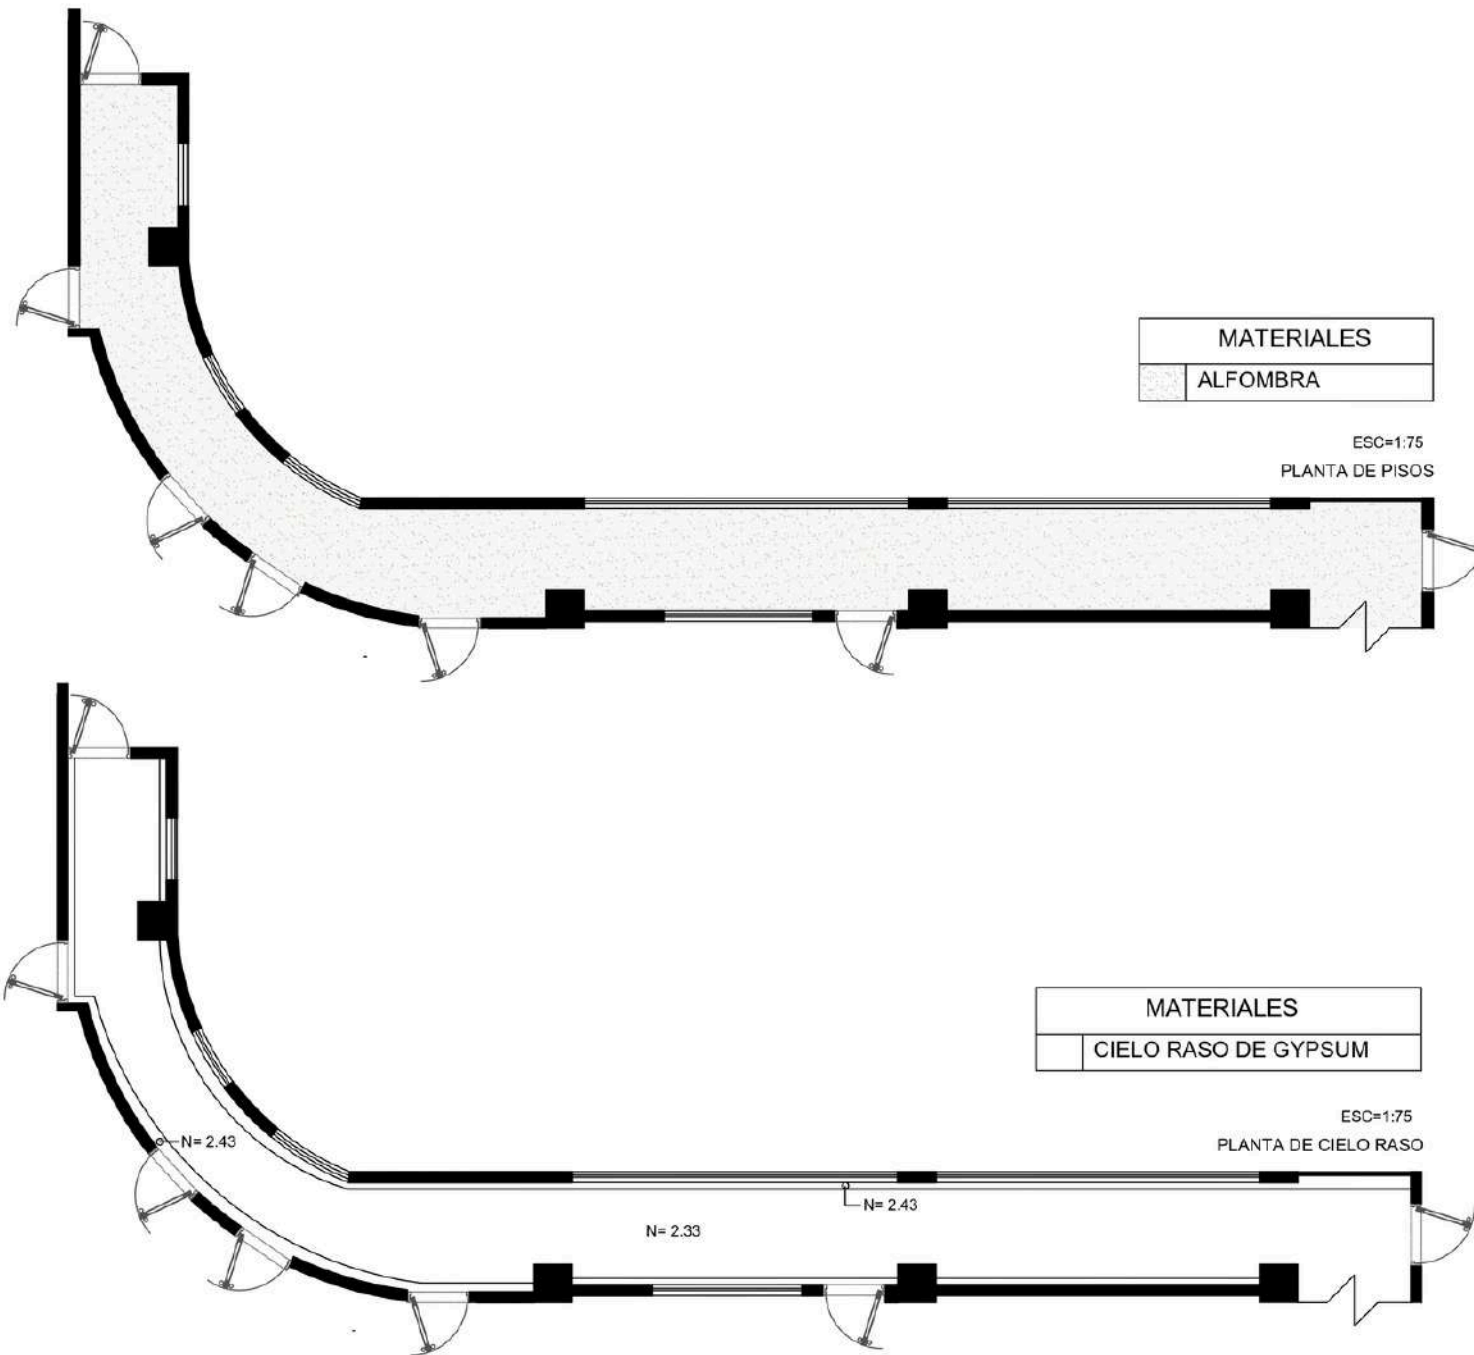 MATERIALES
ALFOMBRA
ESC=1:75
PLANTA DE PISOS
MATERIALES
CIELO RASO DE GYPSUM
ESC=1:75
PLANTA DE CIELO RASO
N= 2.43
N= 2.43
N= 2.33